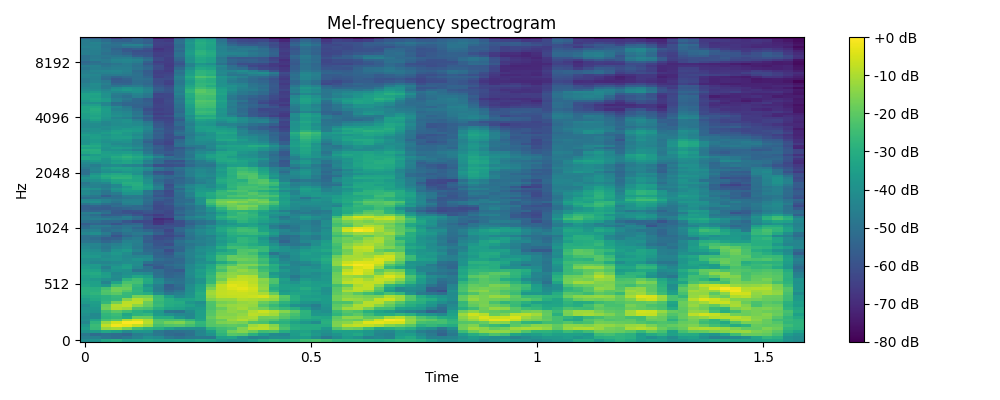 Mel-frequency spectrogram
8192
4096
2048
1024
512
0
Hz
0
0.5
1
1.5
Time
+0 dB
-10 dB
-20 dB
-30 dB
-40 dB
-50 dB
-60 dB
-70 dB
-80 dB